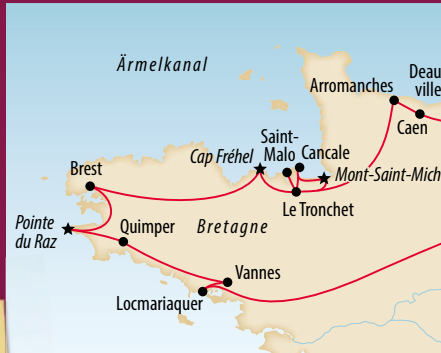 Ärmelkanal
Deau
ville
Arromanches
Caen
Saint-
Malo
Cancale
Cap Fréhel
Mont-Saint-Mich
Brest
Le Tronchet
Pointe
du Raz
Quimper
Bretagne
Vannes
Locmariaquer